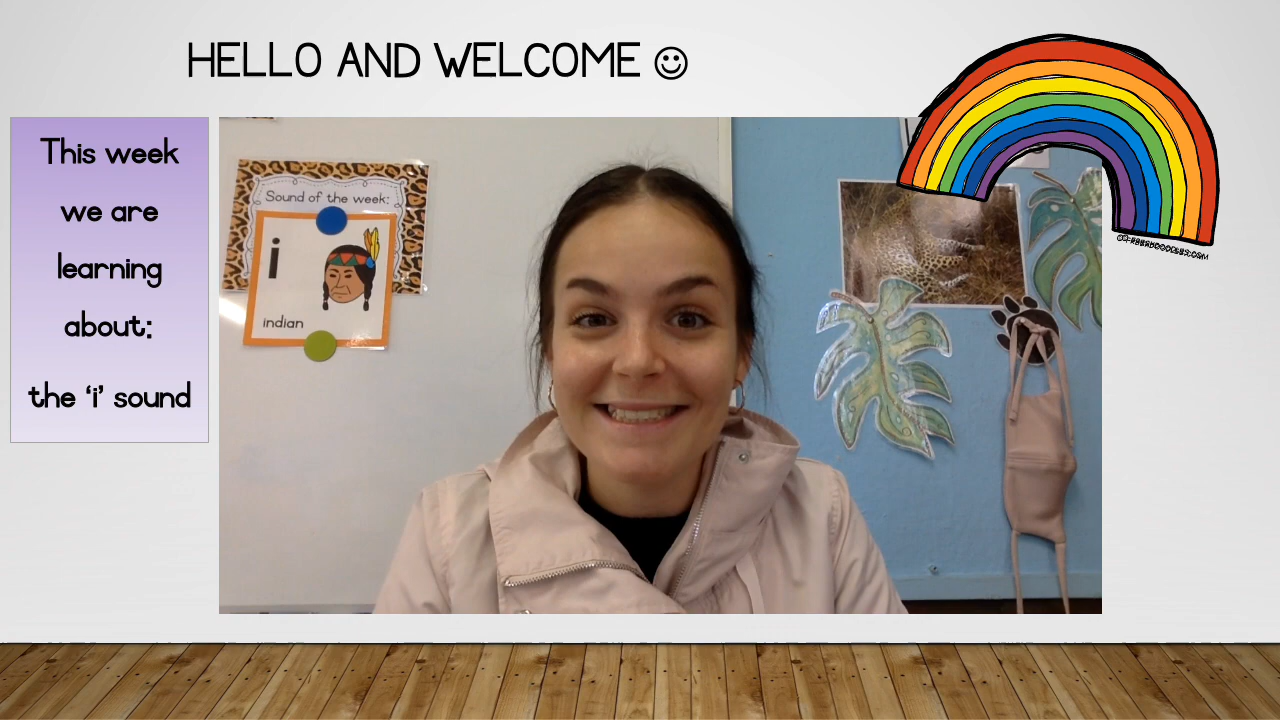 HELLO AND WELCOME ☺
This week
we are
learning
about:
the ‘i’ sound
Sound of the week:
i
indian